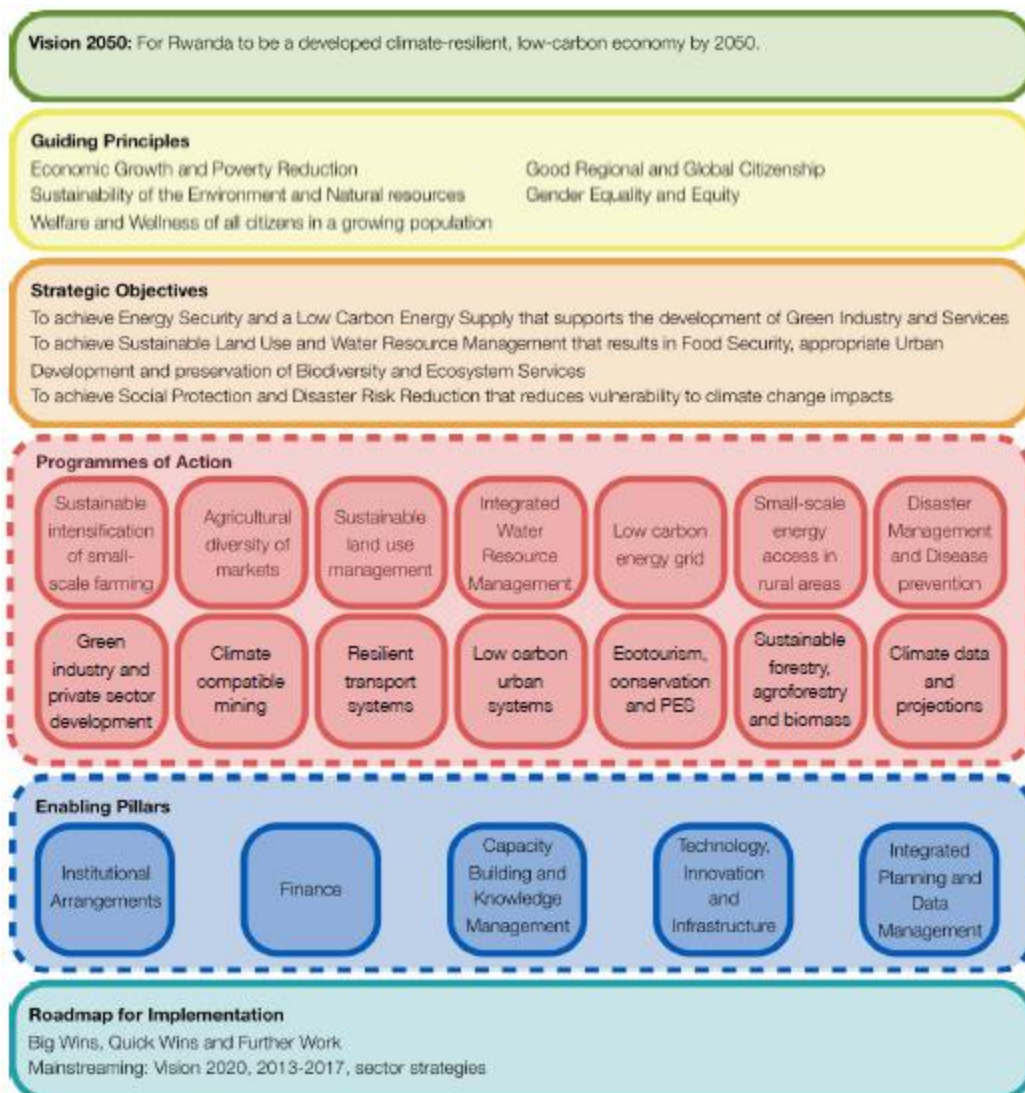 Vision 2050: For Rwanda to be a developed climate-resilient, low-carbon economy by 2050.
Guiding Principles
Economic Growth and Poverty Reduction
Sustainability of the Environment and Natural resources
Welfare and Wellness of all citizens in a growing population
Good Regional and Global Citizenship
Gender Equality and Equity
Strategic Objectives
To achieve Energy Security and a Low Carbon Energy Supply that supports the development of Green Industry and Services
To achieve Sustainable Land Use and Water Resource Management that results in Food Security, appropriate Urban
Development and preservation of Biodiversity and Ecosystem Services
To achieve Social Protection and Disaster Risk Reduction that reduces vulnerability to climate change impacts
Programmes of Action
Sustainable
intensification
of small-
scale farming
Agricultural
diversity of
markets
Sustainable
land use
management
Integrated
Water
Resource
Management
Low carbon
energy grid
Small-scale
energy
access in
rural areas
Disaster
Management
and Disease
prevention
Green
industry and
private sector
development
Climate
compatible
mining
Resilient
transport
systems
Low carbon
urban
systems
Ecotourism,
conservation
and PES
Sustainable
forestry,
agroforestry
and biomass
Climate data
and
projections
Enabling Pillars
Institutional
Arrangements
Finance
Capacity
Building and
Knowledge
Management
Technology,
Innovation
and
Infrastructure
Integrated
Planning and
Data
Management
Roadmap for Implementation
Big Wins, Quick Wins and Further Work
Mainstreaming: Vision 2020, 2013-2017, sector strategies